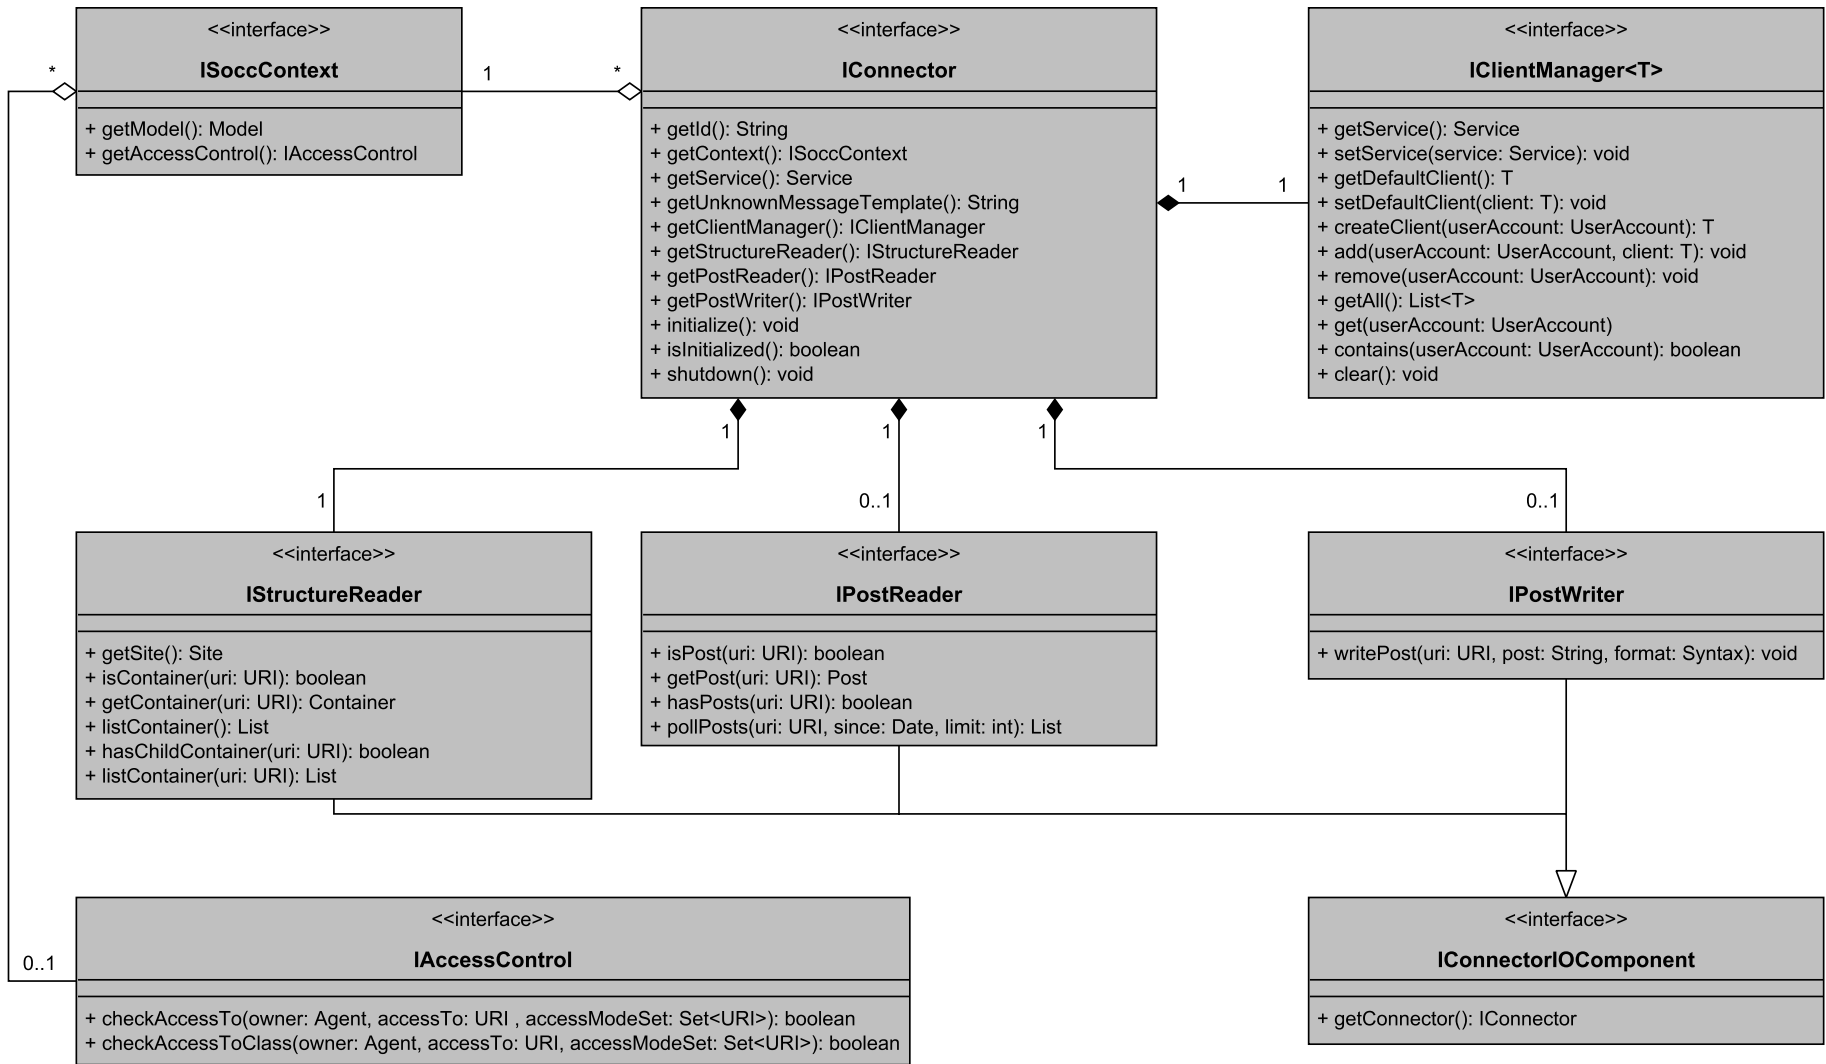 <<interface>>
ISoccContext
+ getModel(): Model
+ getAccessControl(): IAccessControl
*
1
*
<<interface>>
IConnector
+ getId(): String
+ getContext(): ISoccContext
+ getService(): Service
+ getUnknownMessageTemplate(): String
+ getClientManager(): IClientManager
+ getStructureReader(): IStructureReader
+ getPostReader(): IPostReader
+ getPostWriter(): IPostWriter
+ initialize(): void
+ isInitialized(): boolean
+ shutdown(): void
1
1
<<interface>>
IClientManager<T>
+ getService(): Service
+ setService(service: Service): void
+ getDefaultClient(): T
+ setDefaultClient(client: T): void
+ createClient(userAccount: UserAccount): T
+ add(userAccount: UserAccount, client: T): void
+ remove(userAccount: UserAccount): void
+ getAll(): List<T>
+ get(userAccount: UserAccount)
+ contains(userAccount: UserAccount): boolean
+ clear(): void
1
1
1
1
0..1
0..1
<<interface>>
IStructureReader
+ getSite(): Site
+ isContainer(uri: URI): boolean
+ getContainer(uri: URI): Container
+ listContainer(): List
+ hasChildContainer(uri: URI): boolean
+ listContainer(uri: URI): List
<<interface>>
IPostReader
+ isPost(uri: URI): boolean
+ getPost(uri: URI): Post
+ hasPosts(uri: URI): boolean
+ pollPosts(uri: URI, since: Date, limit: int): List
<<interface>>
IPostWriter
+ writePost(uri: URI, post: String, format: Syntax): void
0..1
<<interface>>
IAccessControl
+ checkAccessTo(owner: Agent, accessTo: URI , accessModeSet: Set<URI>): boolean
+ checkAccessToClass(owner: Agent, accessTo: URI, accessModeSet: Set<URI>): boolean
<<interface>>
IConnectorIOComponent
+ getConnector(): IConnector